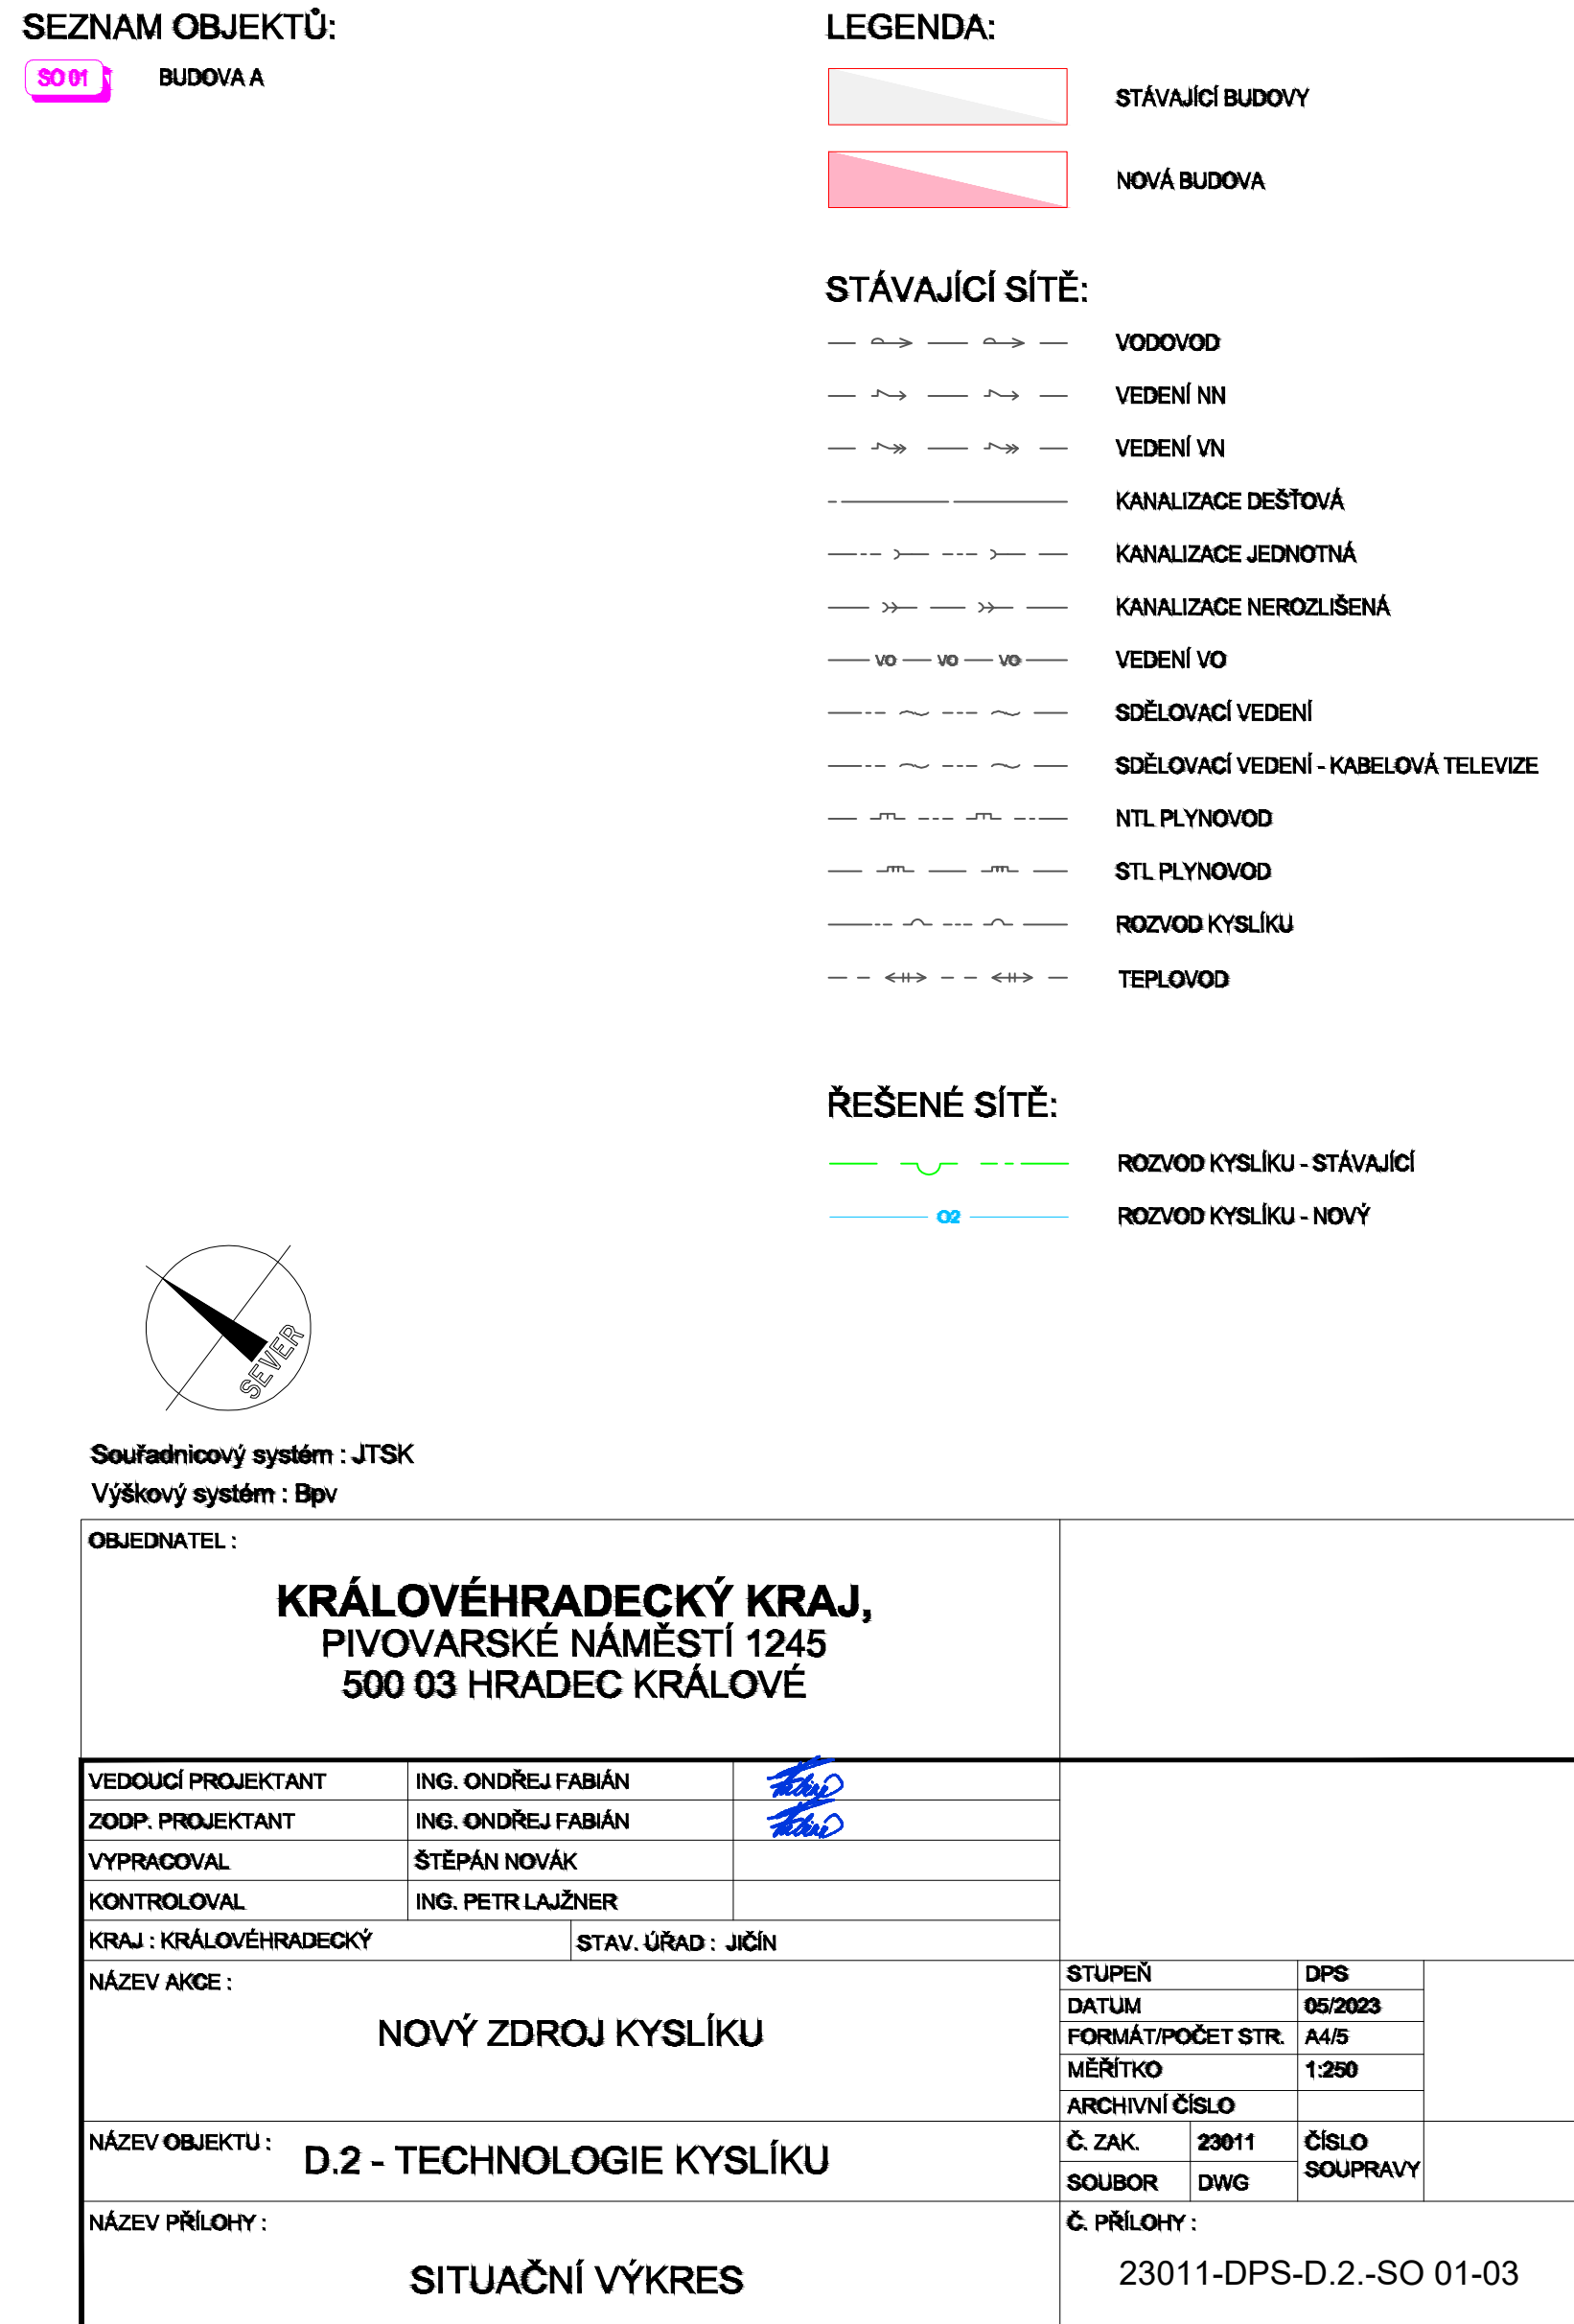 SEZNAM OBJEKTŮ:
SO 01 BUDOVA A
LEGENDA:
STÁVAJÍCÍ BUDOVY
NOVÁ BUDOVA
STÁVAJÍCÍ SÍTĚ:
VODOVOD
VEDENÍ NN
VEDENÍ VN
KANALIZACE DEŠŤOVÁ
KANALIZACE JEDNOTNÁ
KANALIZACE NEROZLIŠENÁ
VO VO VO VEDENÍ VO
SDĚLOVACÍ VEDENÍ
SDĚLOVACÍ VEDENÍ - KABELOVÁ TELEVIZE
NTL PLYNOVOD
STL PLYNOVOD
ROZVOD KYSLÍKU
TEPLOVOD
ŘEŠENÉ SÍTĚ:
ROZVOD KYSLÍKU - STÁVAJÍCÍ
O2 ROZVOD KYSLÍKU - NOVÝ
SEVER
Souřadnicový systém : JTSK
Výškový systém : Bpv
OBJEDNATEL :
KRÁLOVÉHRADECKÝ KRAJ,
PIVOVARSKÉ NÁMĚSTÍ 1245
500 03 HRADEC KRÁLOVÉ
VEDOUCÍ PROJEKTANT ING. ONDŘEJ FABIÁN
ZODP. PROJEKTANT ING. ONDŘEJ FABIÁN
VYPRACOVAL ŠTĚPÁN NOVÁK
KONTROLOVAL ING. PETR LAJŽNER
KRAJ : KRÁLOVÉHRADECKÝ STAV. ÚŘAD : JIČÍN
NÁZEV AKCE :
NOVÝ ZDROJ KYSLÍKU
STUPEŇ DPS
DATUM 05/2023
FORMÁT/POČET STR. A4/5
MĚŘÍTKO 1:250
ARCHIVNÍ ČÍSLO
NÁZEV OBJEKTU : D.2 - TECHNOLOGIE KYSLÍKU
Č. ZAK. 23011 ČÍSLO
SOUPRAVY
SOUBOR DWG
NÁZEV PŘÍLOHY :
SITUAČNÍ VÝKRES
Č. PŘÍLOHY :
23011-DPS-D.2.-SO 01-03